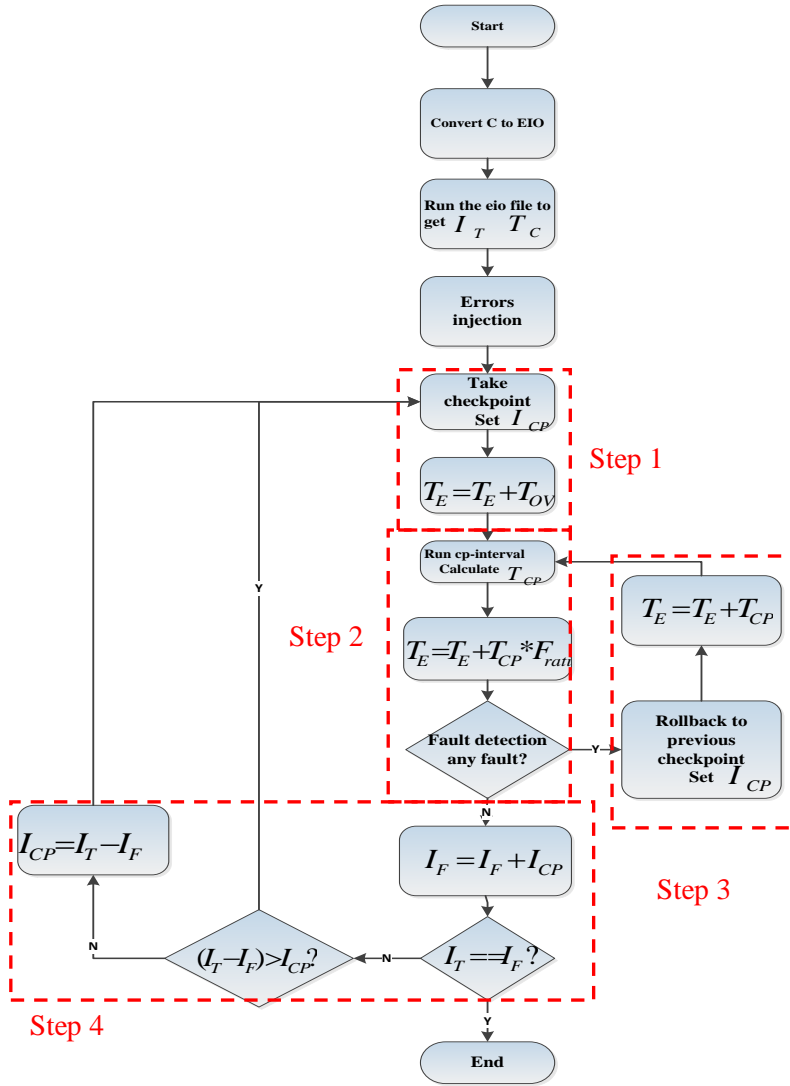 Start
Convert C to EIO
Run the eio file to
get I_T T_C
Errors
injection
Take
checkpoint
Set I_CP
Step 1
T_E=T_E+T_OV
Run cp-interval
Calculate T_CP
T_E=T_E+T_CP
Y
Step 2
T_E=T_E+T_CP*F_rati
Fault detection
any fault?
Y
Rollback to
previous
checkpoint
Set I_CP
N
I_CP=I_T-I_F
I_F=I_F+I_CP
Step 3
N
(I_T-I_F)>I_CP?
N
I_T==I_F?
Step 4
Y
End